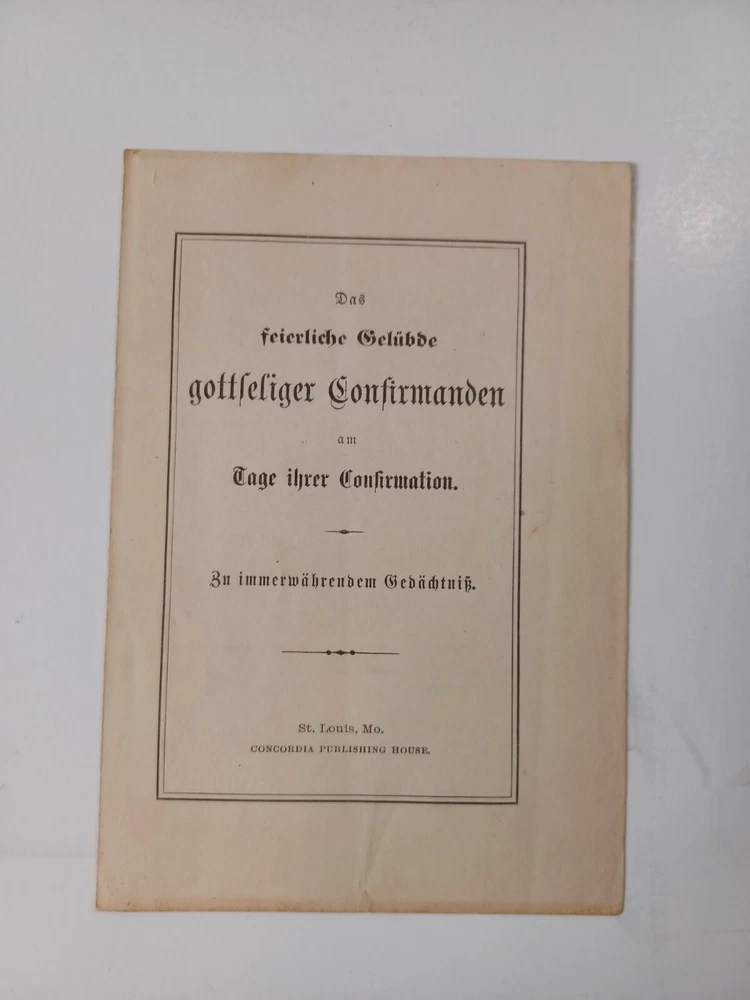 Das
feierliche Gelübde
gottſeliger Confirmanden
am
Tage ihrer Confirmation.
Zu immerwährendem Gedächtniß.
St. Louis, Mo.
CONCORDIA PUBLISHING HOUSE.